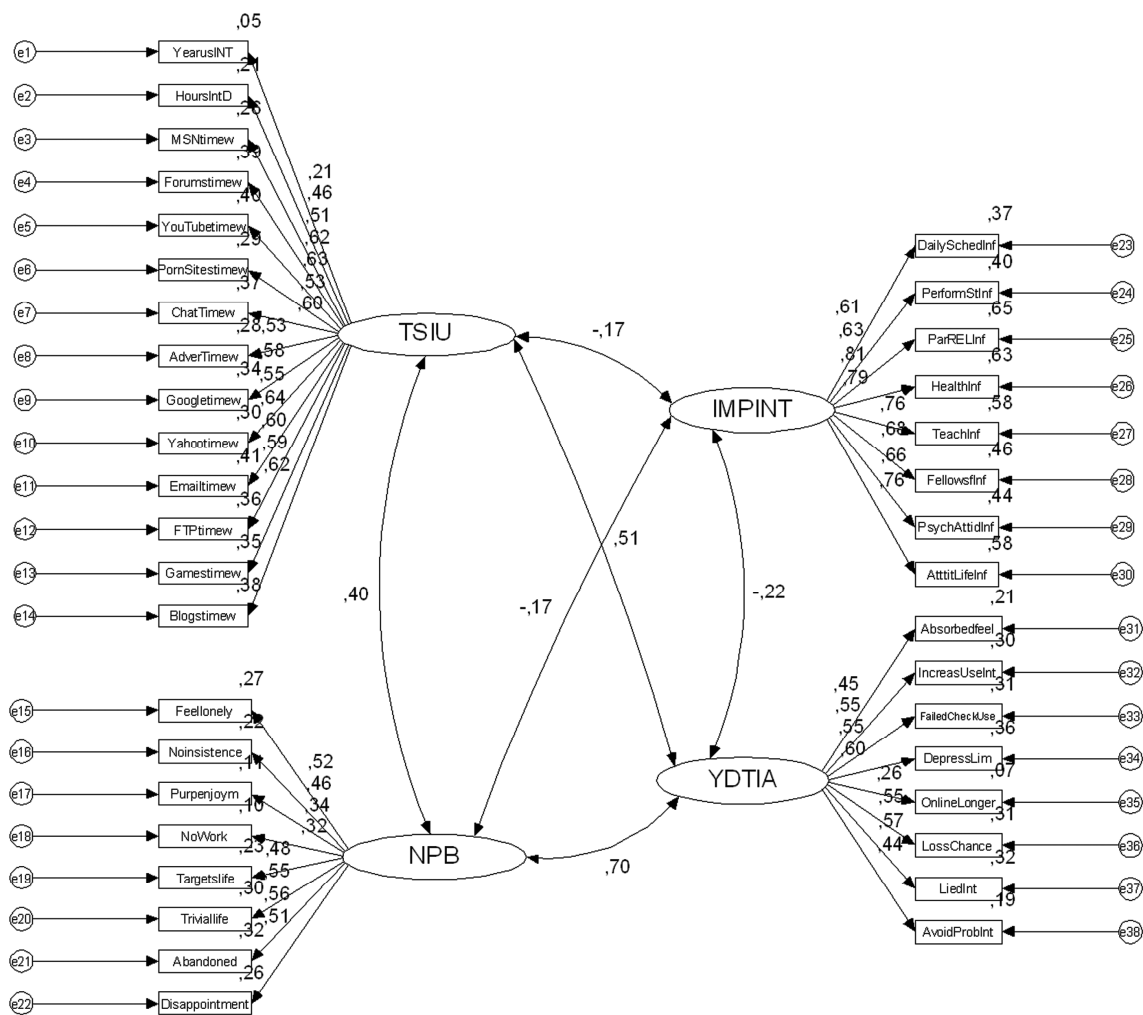 ,05
e1 YearusINT
,21
e2 HoursIntD
,26
e3 MSNtimew
,39
e4 Forumstimew
,40
e5 YouTubetimew
,29
e6 PornSitestimew
,37
e7 ChatTimew
,28
e8 AdverTimew
,34
e9 Googletimew
,30
e10 Yahootimew
,41
e11 Emailtimew
,36
e12 FTPtimew
,35
e13 Gamestimew
,38
e14 Blogstimew
,21
,46
,51
,62
,63
,53
,60
,53
,58
,55
,64
,60
,59
,62
TSIU
,27
e15 Feellonely
,22
e16 Noinsistence
,11
e17 Purpenjoym
,10
e18 NoWork
,23
e19 Targetslife
,30
e20 Triviallife
,32
e21 Abandoned
,26
e22 Disappointment
,52
,46
,34
,32
,48
,55
,56
,51
NPB
-,17
,40
-,17
,51
-,22
,70
IMPINT
,61
,63
,81
,79
,76
,68
,66
,76
,37
DailySchedInf e23
,40
PerformStInf e24
,65
ParRELInf e25
,63
HealthInf e26
,58
TeachInf e27
,46
FellowsfInf e28
,44
PsychAttidInf e29
,58
AtttitLifeInf e30
YDTIA
,45
,55
,55
,60
,26
,55
,57
,44
,21
Absorbedfeel e31
,30
IncreasUseInt e32
,31
FailedCheckUse e33
,36
DepressLim e34
,07
OnlineLonger e35
,31
LossChance e36
,32
LiedInt e37
,19
AvoidProbInt e38